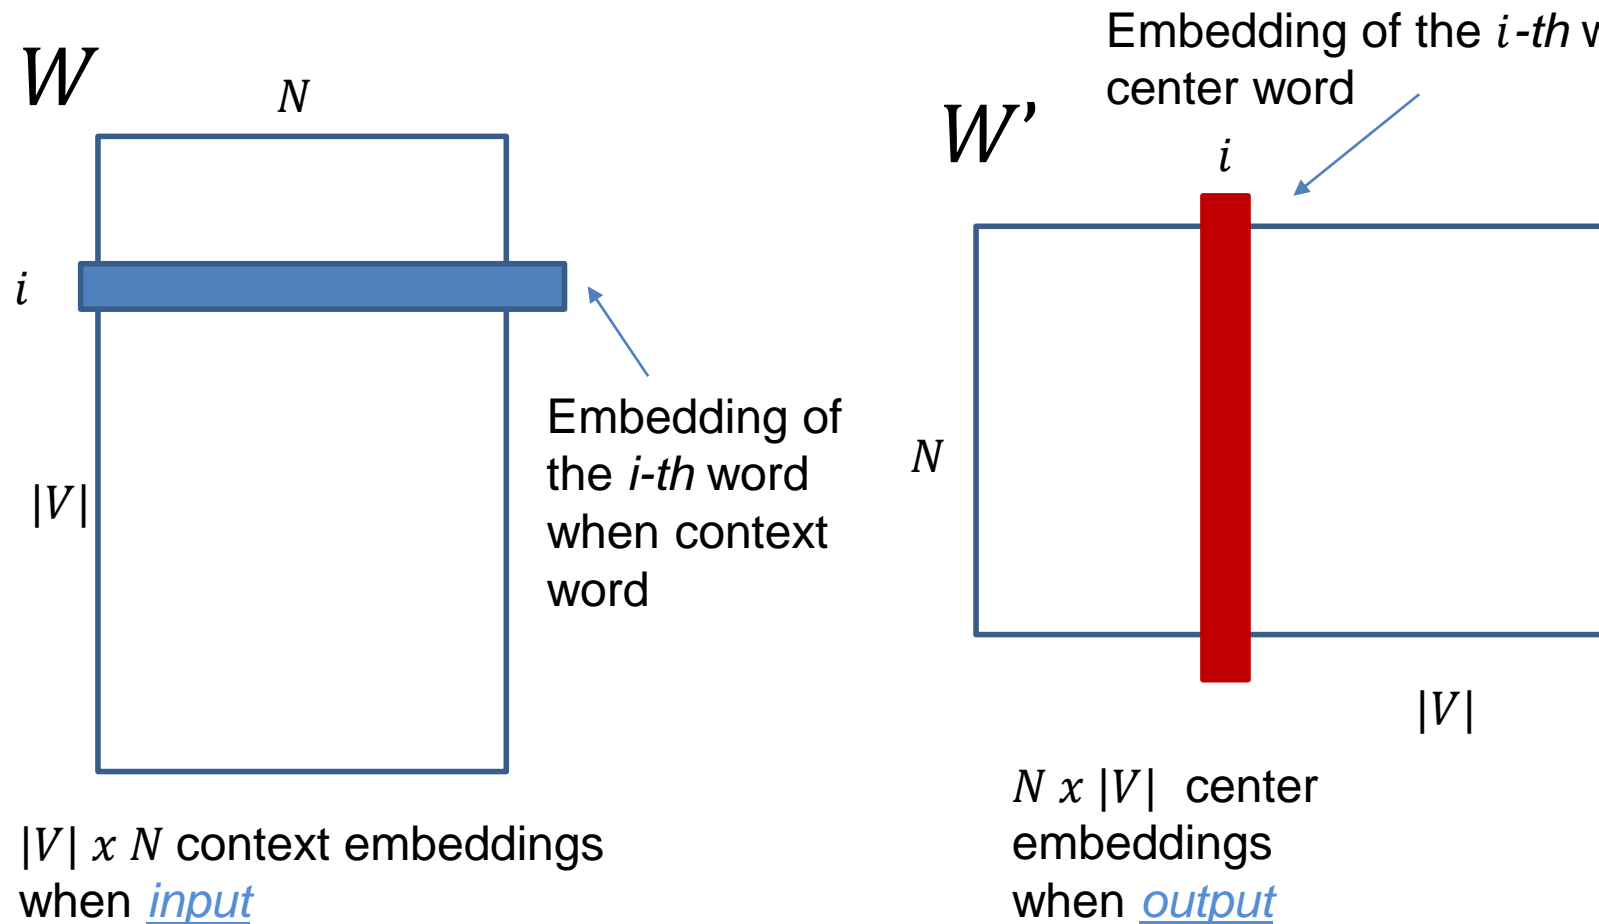 W
N
i
|V|
Embedding of
the i-th word
when context
word
|V| x N context embeddings
when input
Embedding of the i-th
center word
W’
i
N
|V|
N x |V| center
embeddings
when output